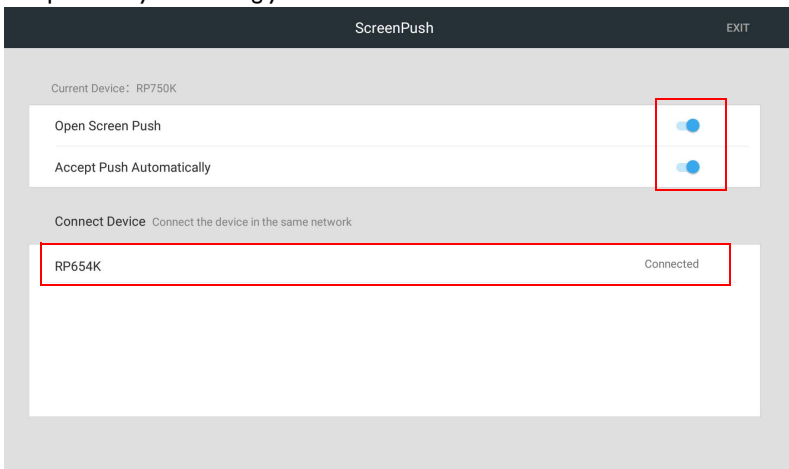 ScreenPush EXIT
Current Device: RP750K
Open Screen Push
Accept Push Automatically
Connect Device Connect the device in the same network
RP654K Connected